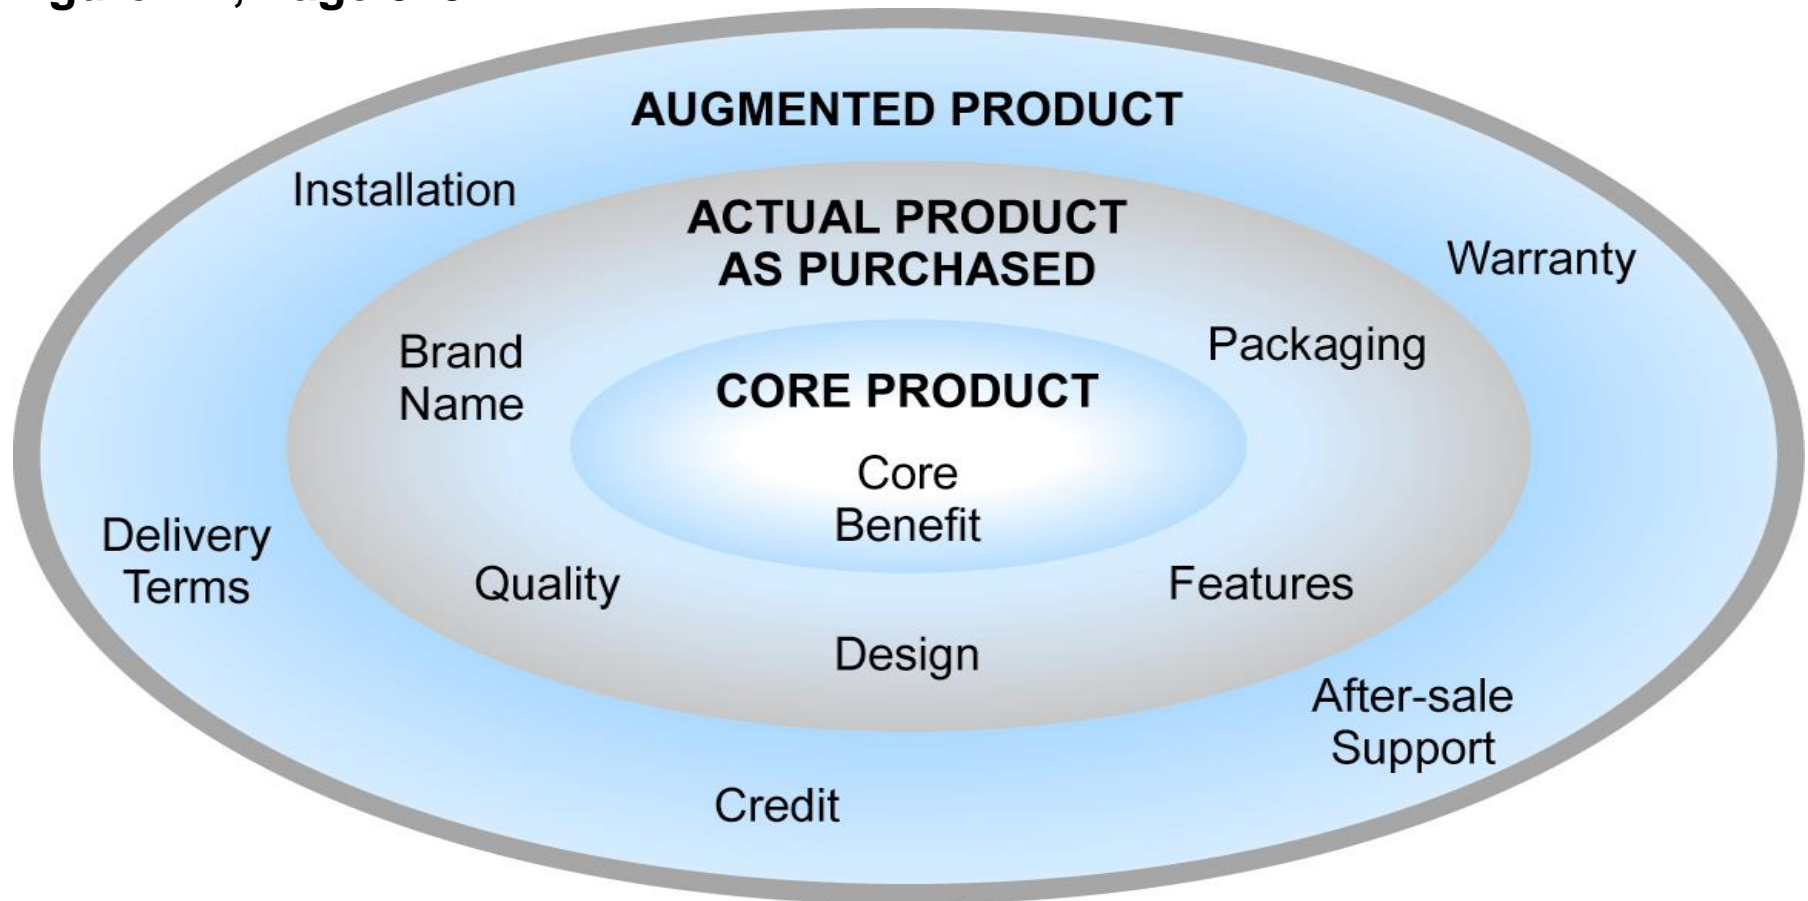 AUGMENTED PRODUCT
Installation
ACTUAL PRODUCT
AS PURCHASED
Warranty
Brand
Name
Packaging
CORE PRODUCT
Core
Benefit
Delivery
Terms
Quality
Features
Design
After-sale
Support
Credit